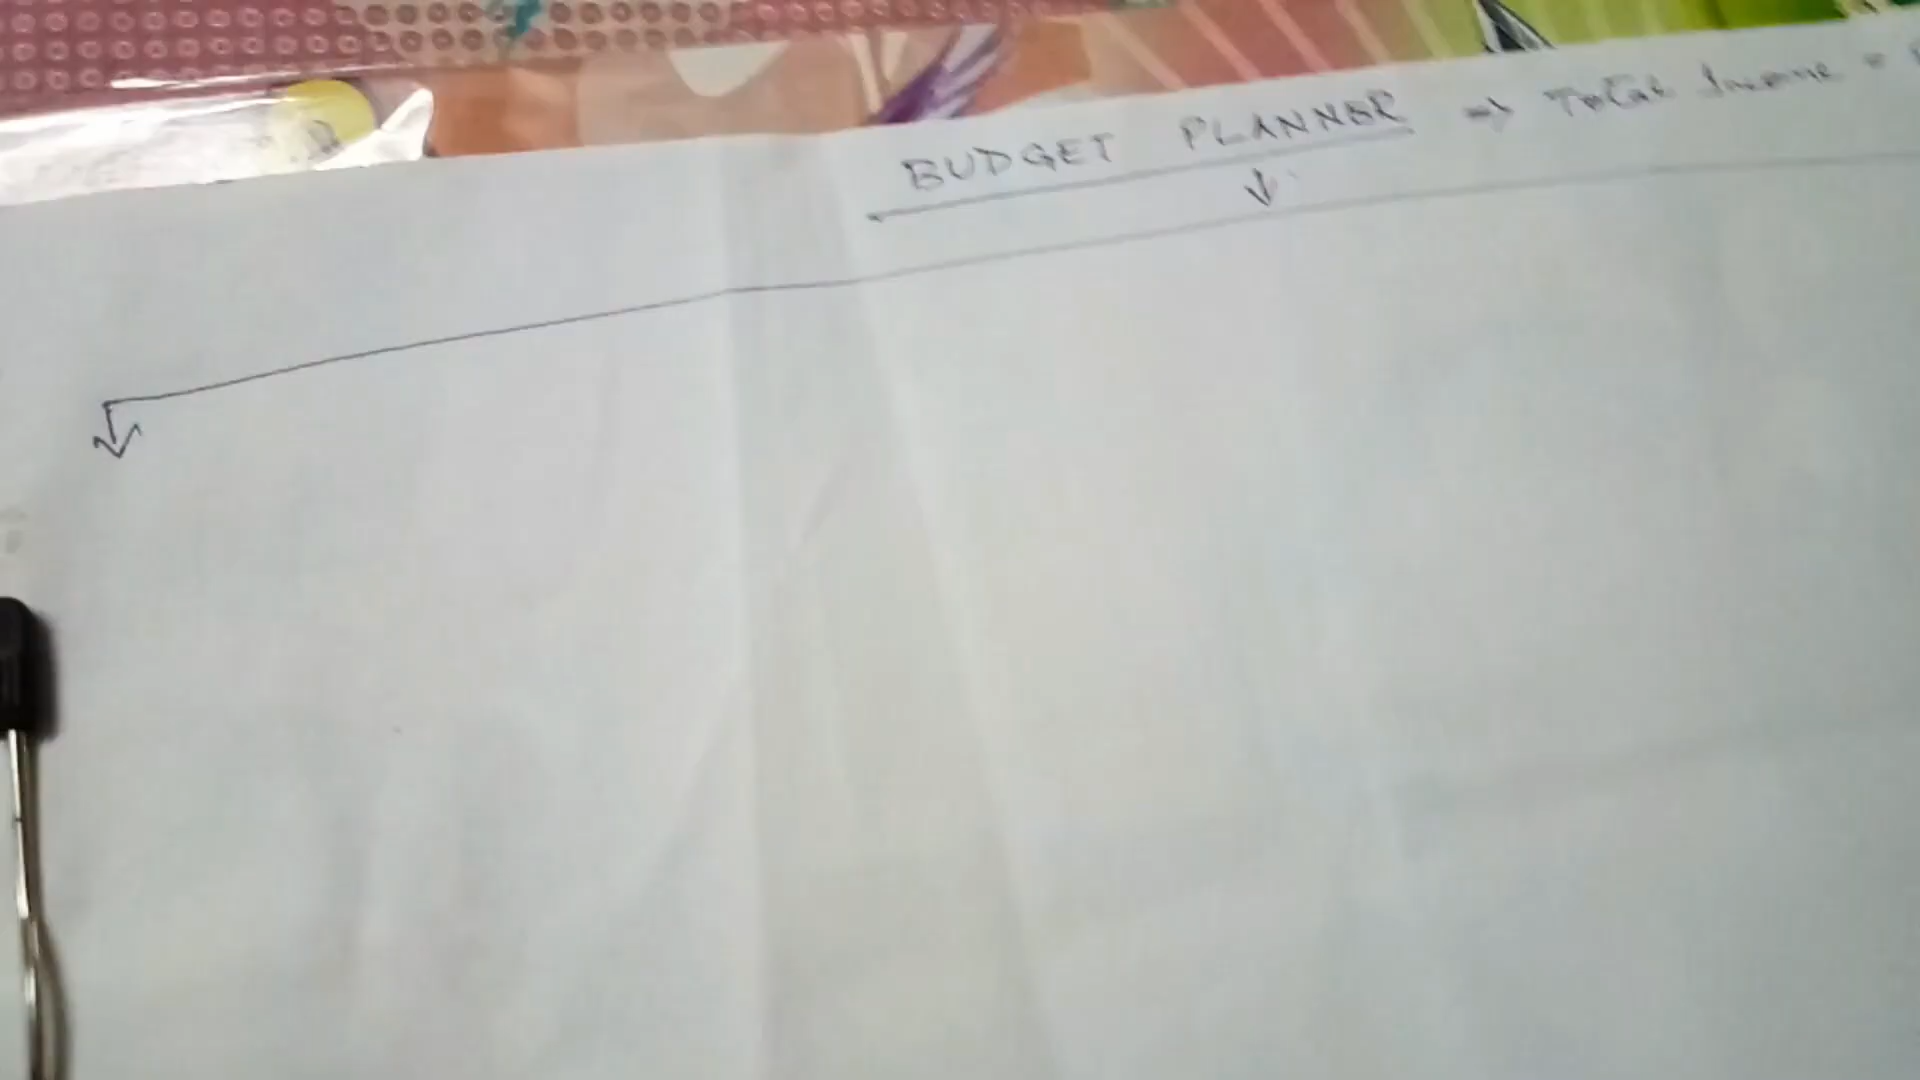 BUDGET PLANNER ⇒ Total Income =